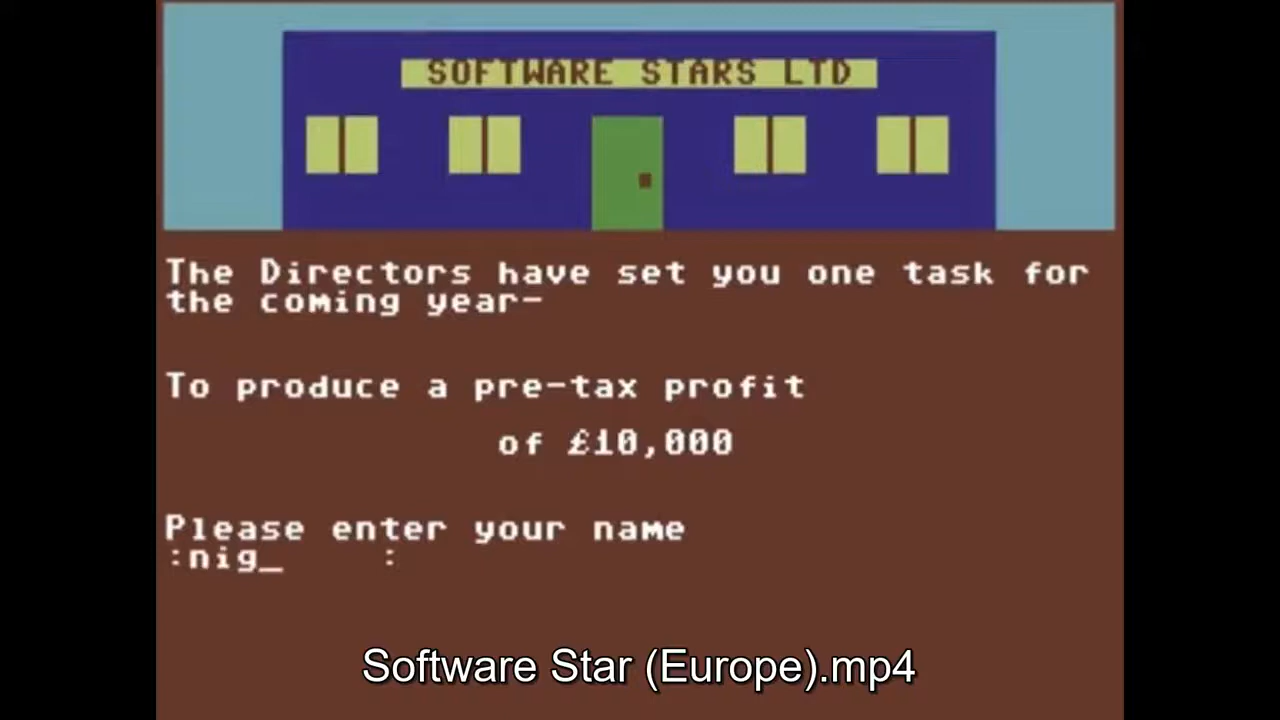 SOFTWARE STARS LTD
The Directors have set you one task for
the coming year-
To produce a pre-tax profit
of £10,000
Please enter your name
:nig_ :
Software Star (Europe).mp4